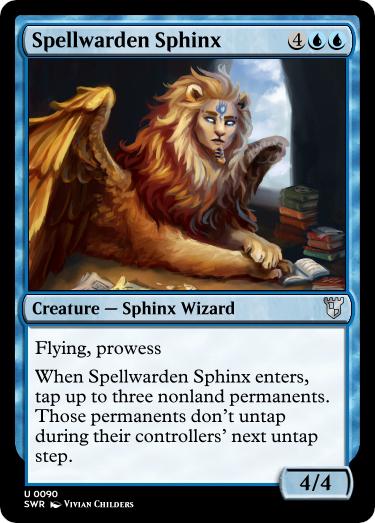 Spellwarden Sphinx 4
Creature — Sphinx Wizard
Flying, prowess
When Spellwarden Sphinx enters,
tap up to three nonland permanents.
Those permanents don't untap
during their controllers' next untap
step.
4/4
U 0090
SWR Vivian Childers